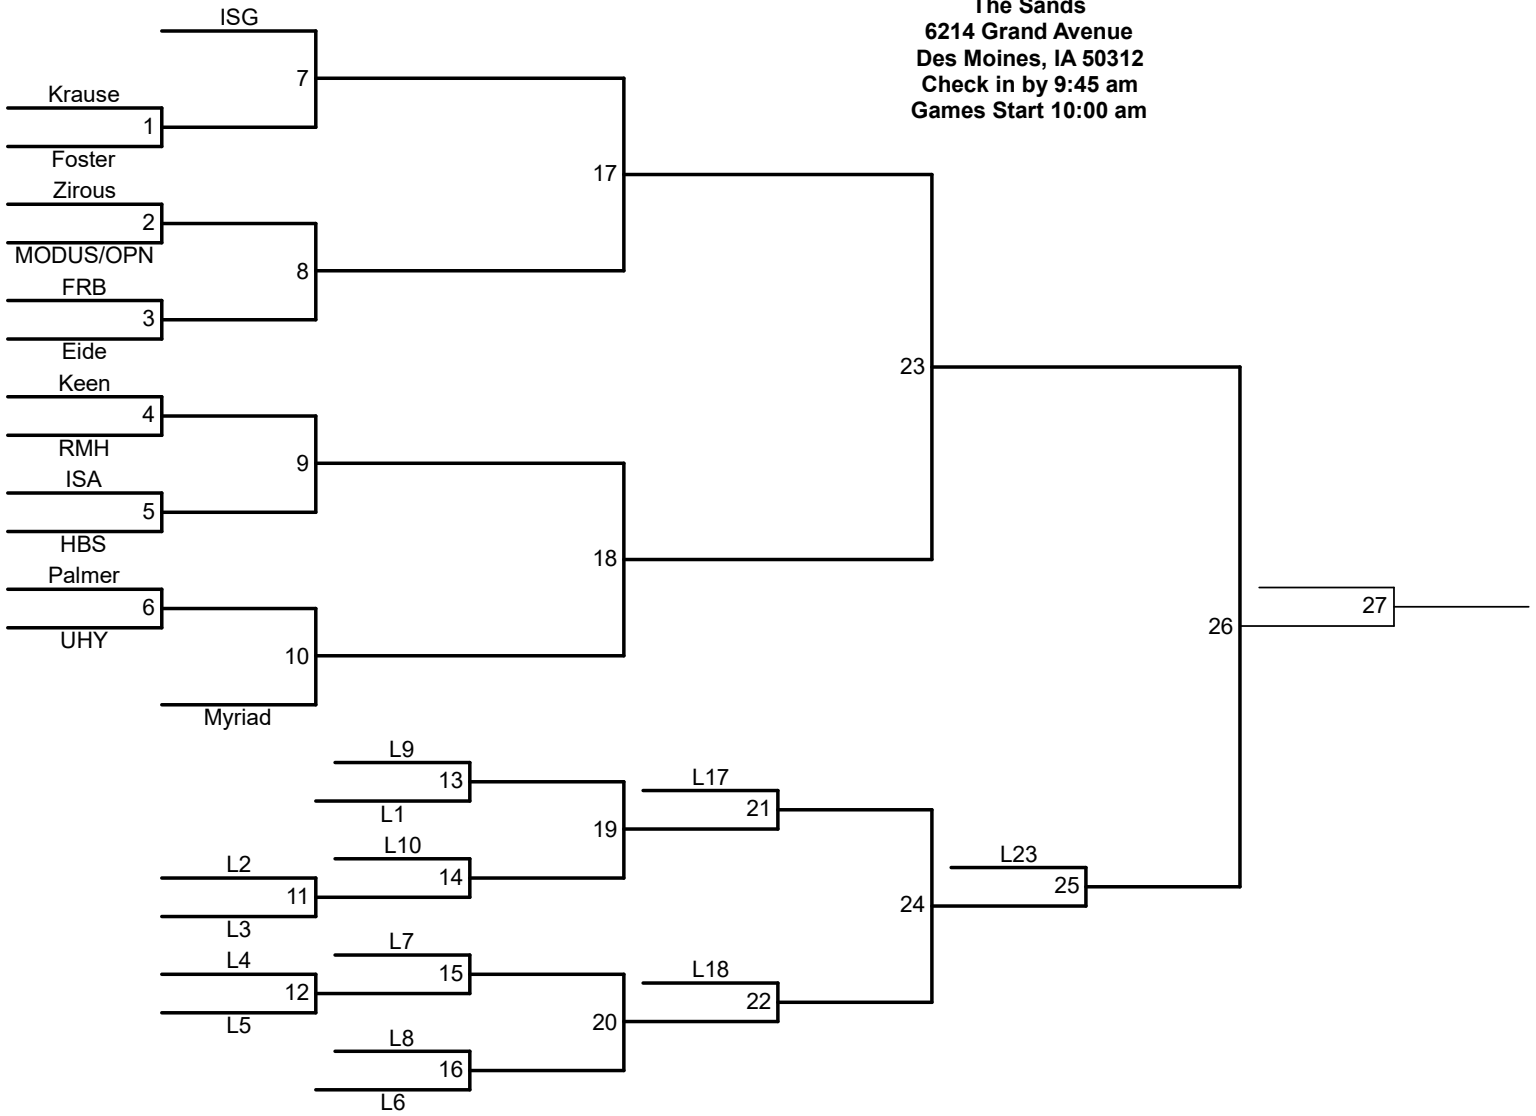 The Sands
6214 Grand Avenue
Des Moines, IA 50312
Check in by 9:45 am
Games Start 10:00 am
ISG
7
Krause
1
Foster
Zirous
2
MODUS/OPN
8
FRB
3
Eide
17
Keen
4
RMH
9
ISA
5
HBS
Palmer
6
UHY
10
Myriad
18
23
26
27
L9
13
L1
L10
14
L2
11
L3
19
L17
21
L7
15
L4
12
L5
L8
16
L6
20
L18
22
24
L23
25